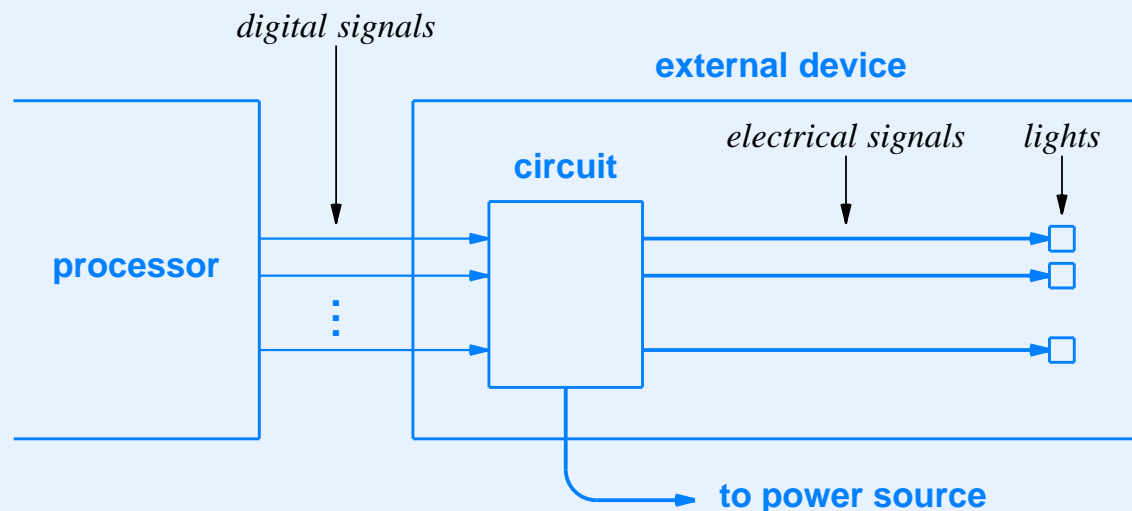 digital signals
external device
electrical signals
lights
circuit
processor
to power source